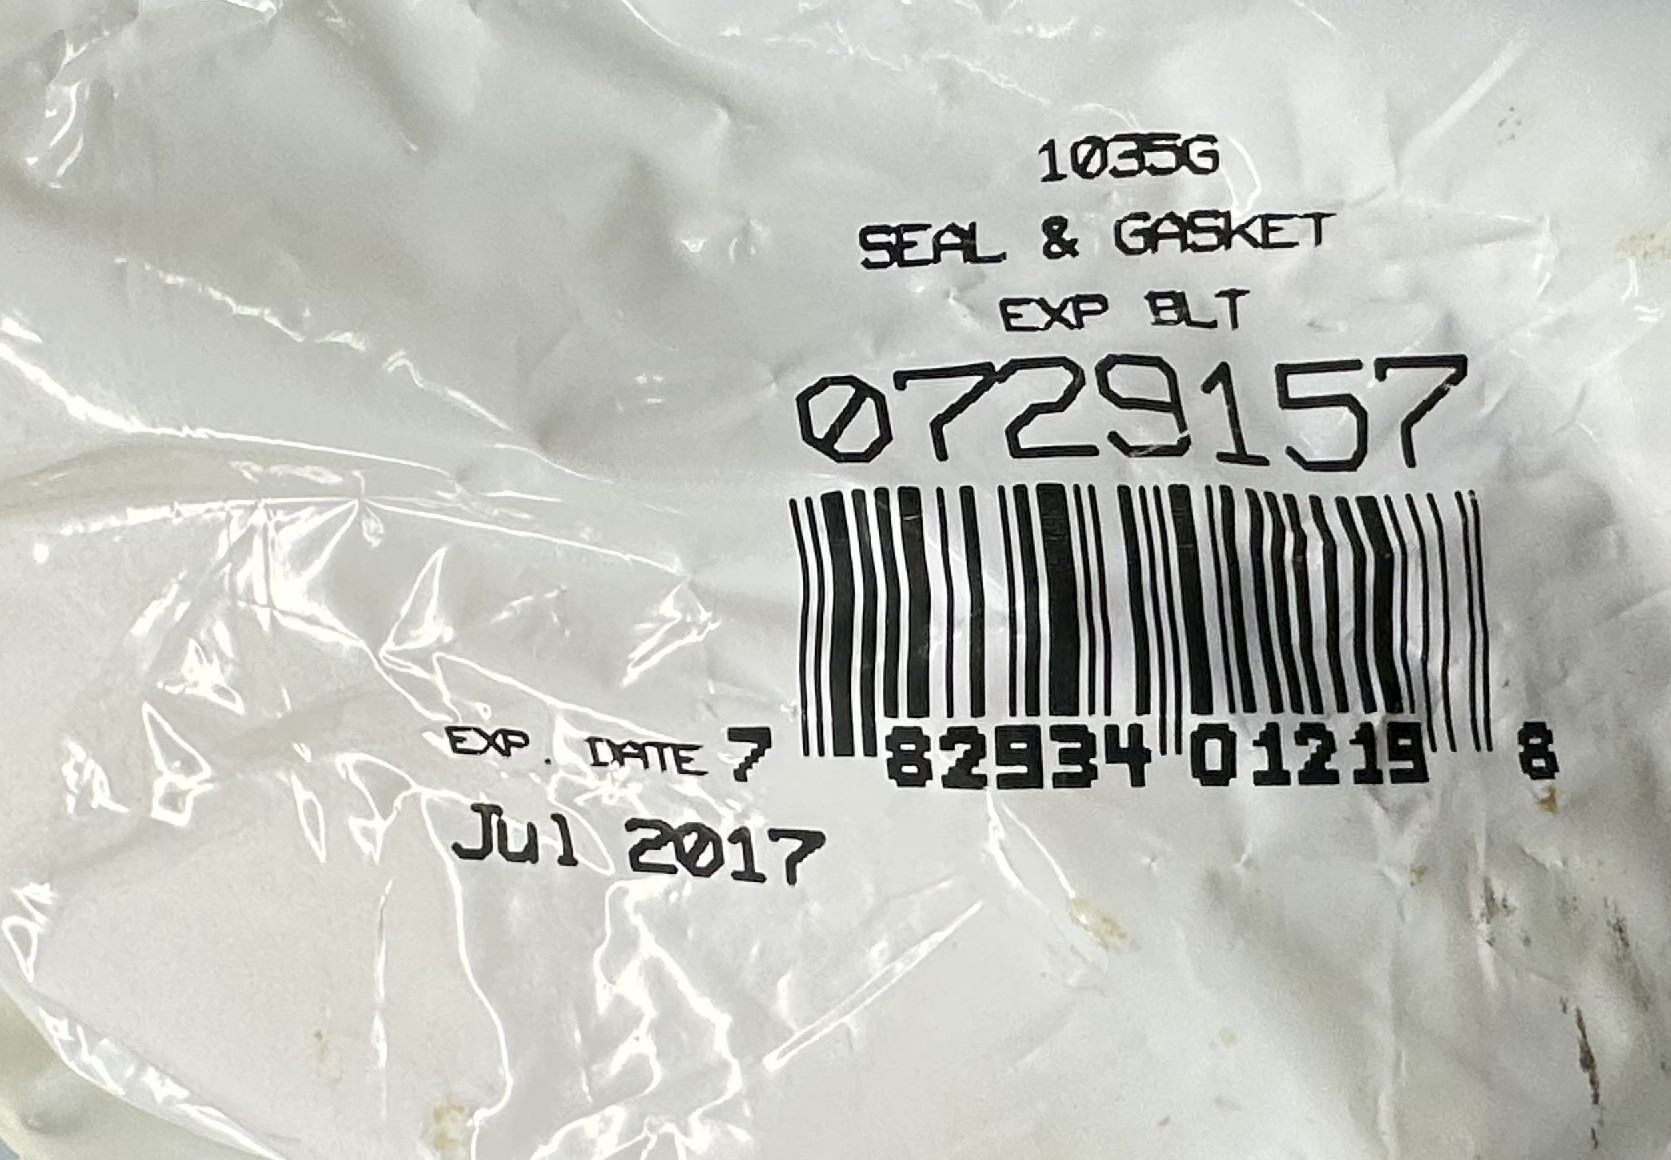 1035G
SEAL & GASKET
EXP BLT
0729157
7 82934 01219 8
EXP. DATE
Jul 2017